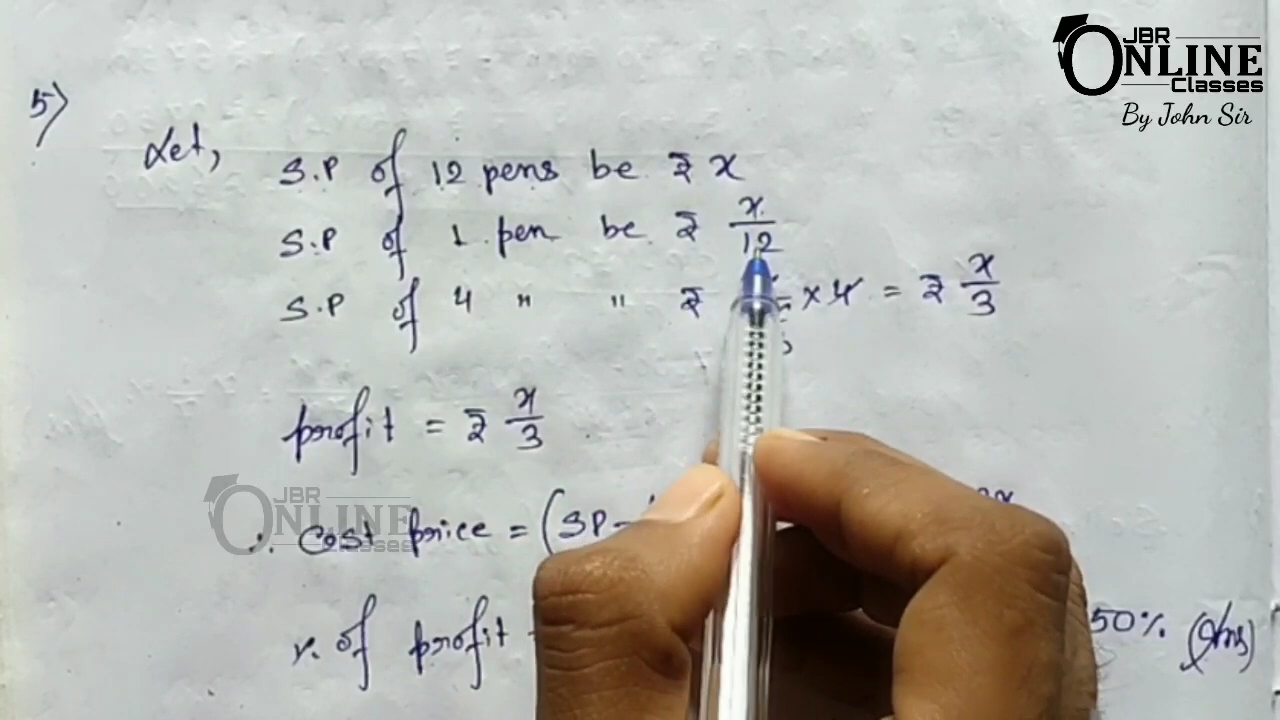 JBR
ONLINE
Classes
By John Sir
5)
Let,
S.P of 12 pens be ₹ x
S.P of 1 pen be ₹ x/12
S.P of 4 " " ₹ × 4 = ₹ x/3
profit = ₹ x/3
JBR
ONLINE
Classes
∴ Cost price = (SP -
% of profit
50% (Ans)